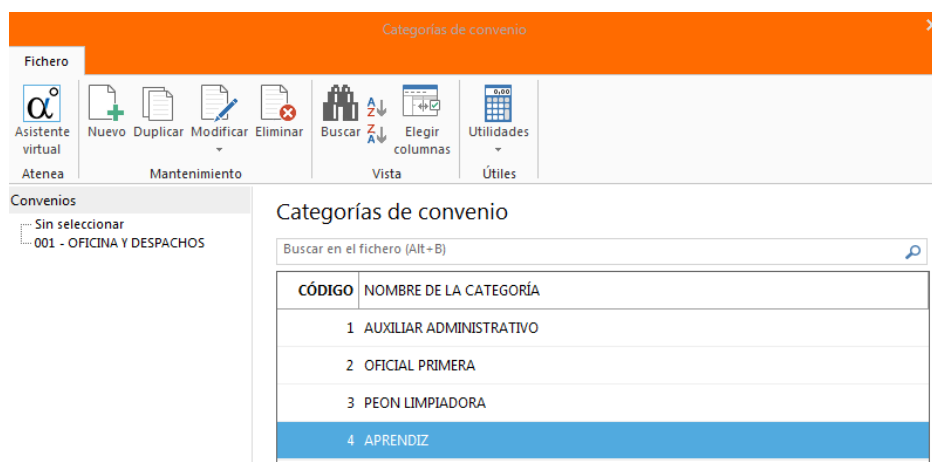 Categorías de convenio
Fichero
Asistente virtual
Nuevo
Duplicar
Modificar
Eliminar
Buscar
Elegir columnas
Utilidades
Atenea
Mantenimiento
Vista
Útiles
Convenios
Sin seleccionar
001 - OFICINA Y DESPACHOS
Categorías de convenio
Buscar en el fichero (Alt+B)
CÓDIGO NOMBRE DE LA CATEGORÍA
1 AUXILIAR ADMINISTRATIVO
2 OFICIAL PRIMERA
3 PEON LIMPIADORA
4 APRENDIZ